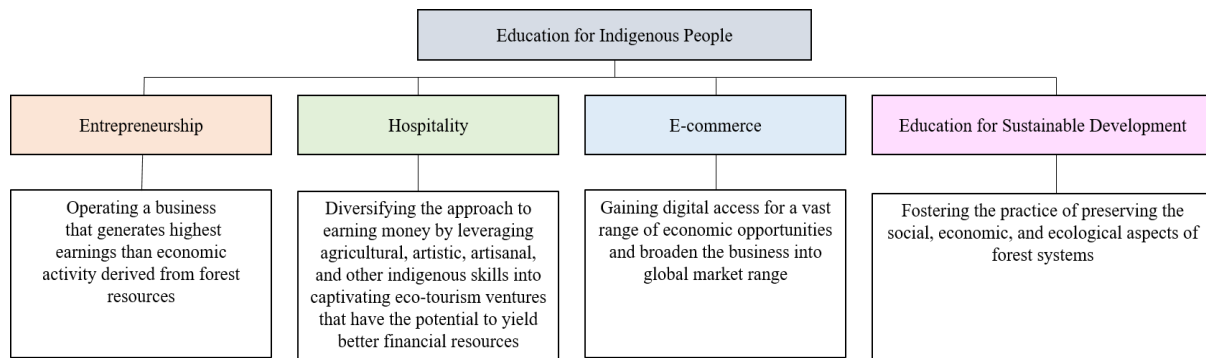 Education for Indigenous People
Entrepreneurship
Hospitality
E-commerce
Education for Sustainable Development
Operating a business
that generates highest
earnings than economic
activity derived from forest
resources
Diversifying the approach to
earning money by leveraging
agricultural, artistic, artisanal,
and other indigenous skills into
captivating eco-tourism ventures
that have the potential to yield
better financial resources
Gaining digital access for a vast
range of economic opportunities
and broaden the business into
global market range
Fostering the practice of preserving the
social, economic, and ecological aspects of
forest systems